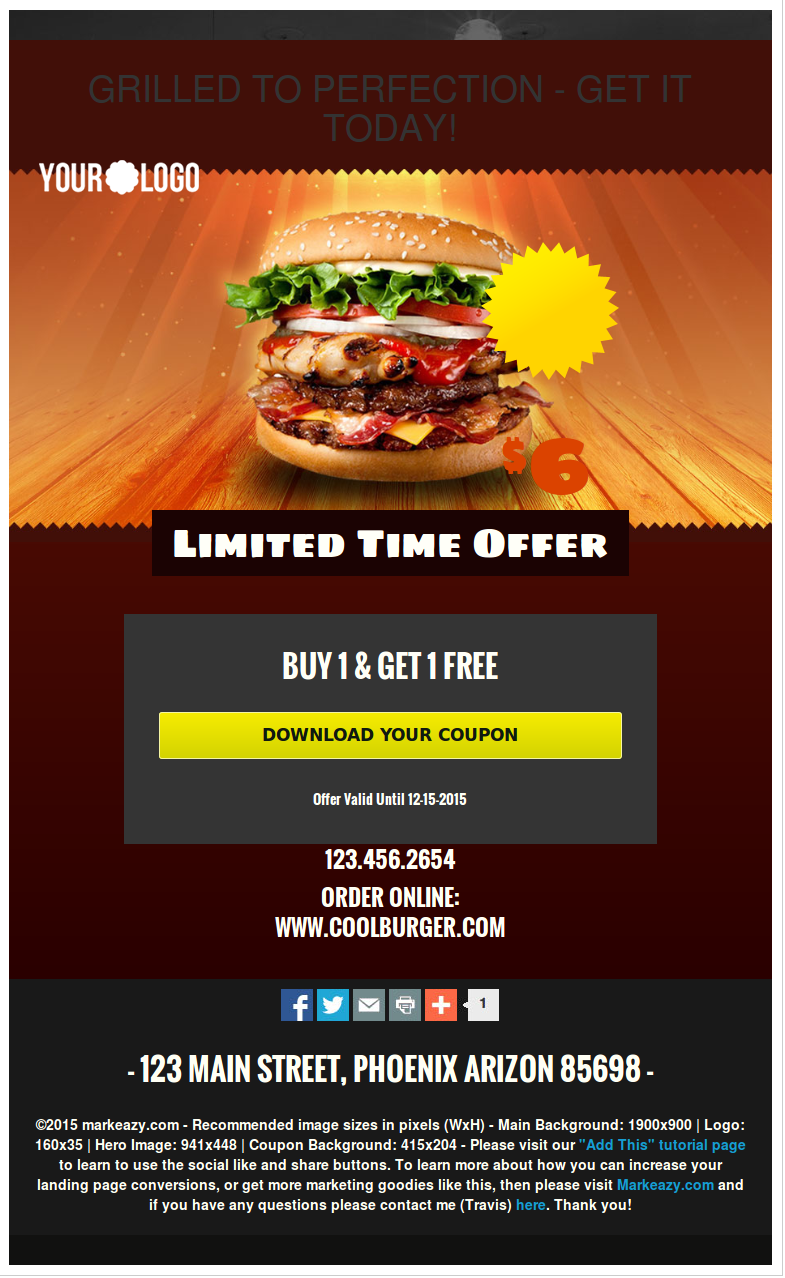 GRILLED TO PERFECTION - GET IT
TODAY!
YOUR LOGO
$6
LIMITED TIME OFFER
BUY 1 & GET 1 FREE
DOWNLOAD YOUR COUPON
Offer Valid Until 12-15-2015
123.456.2654
ORDER ONLINE:
WWW.COOLBURGER.COM
1
- 123 MAIN STREET, PHOENIX ARIZON 85698 -
©2015 markeazy.com - Recommended image sizes in pixels (WxH) - Main Background: 1900x900 | Logo:
160x35 | Hero Image: 941x448 | Coupon Background: 415x204 - Please visit our "Add This" tutorial page
to learn to use the social like and share buttons. To learn more about how you can increase your
landing page conversions, or get more marketing goodies like this, then please visit Markeazy.com and
if you have any questions please contact me (Travis) here. Thank you!